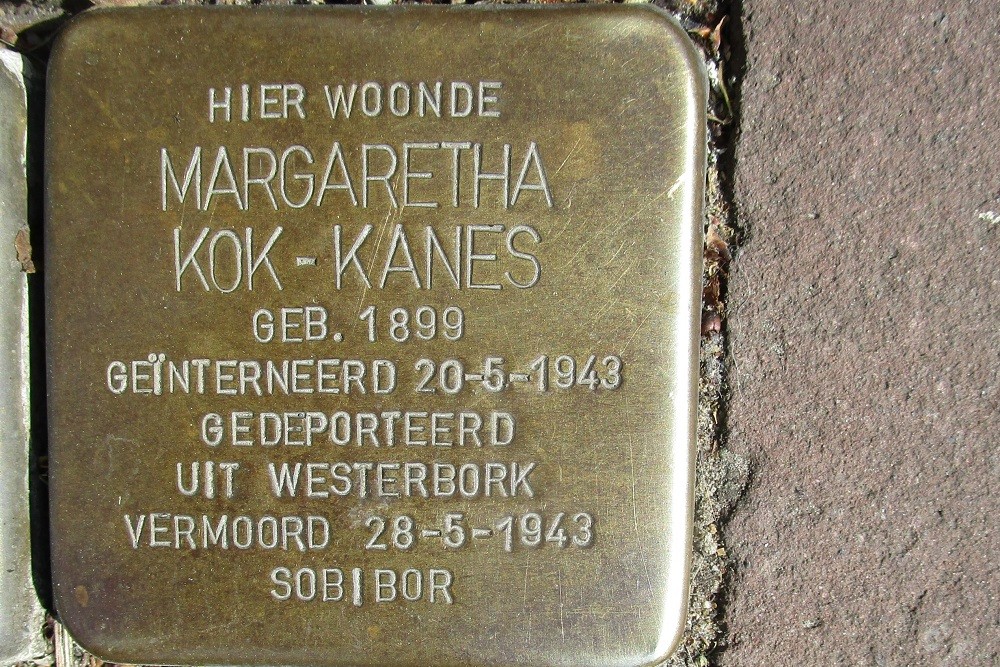 HIER WOONDE
MARGARETHA
KOK-KANES
GEB. 1899
GEÏNTERNEERD 20-5-1943
GEDEPORTEERD
UIT WESTERBORK
VERMOORD 28-5-1943
SOBIBOR